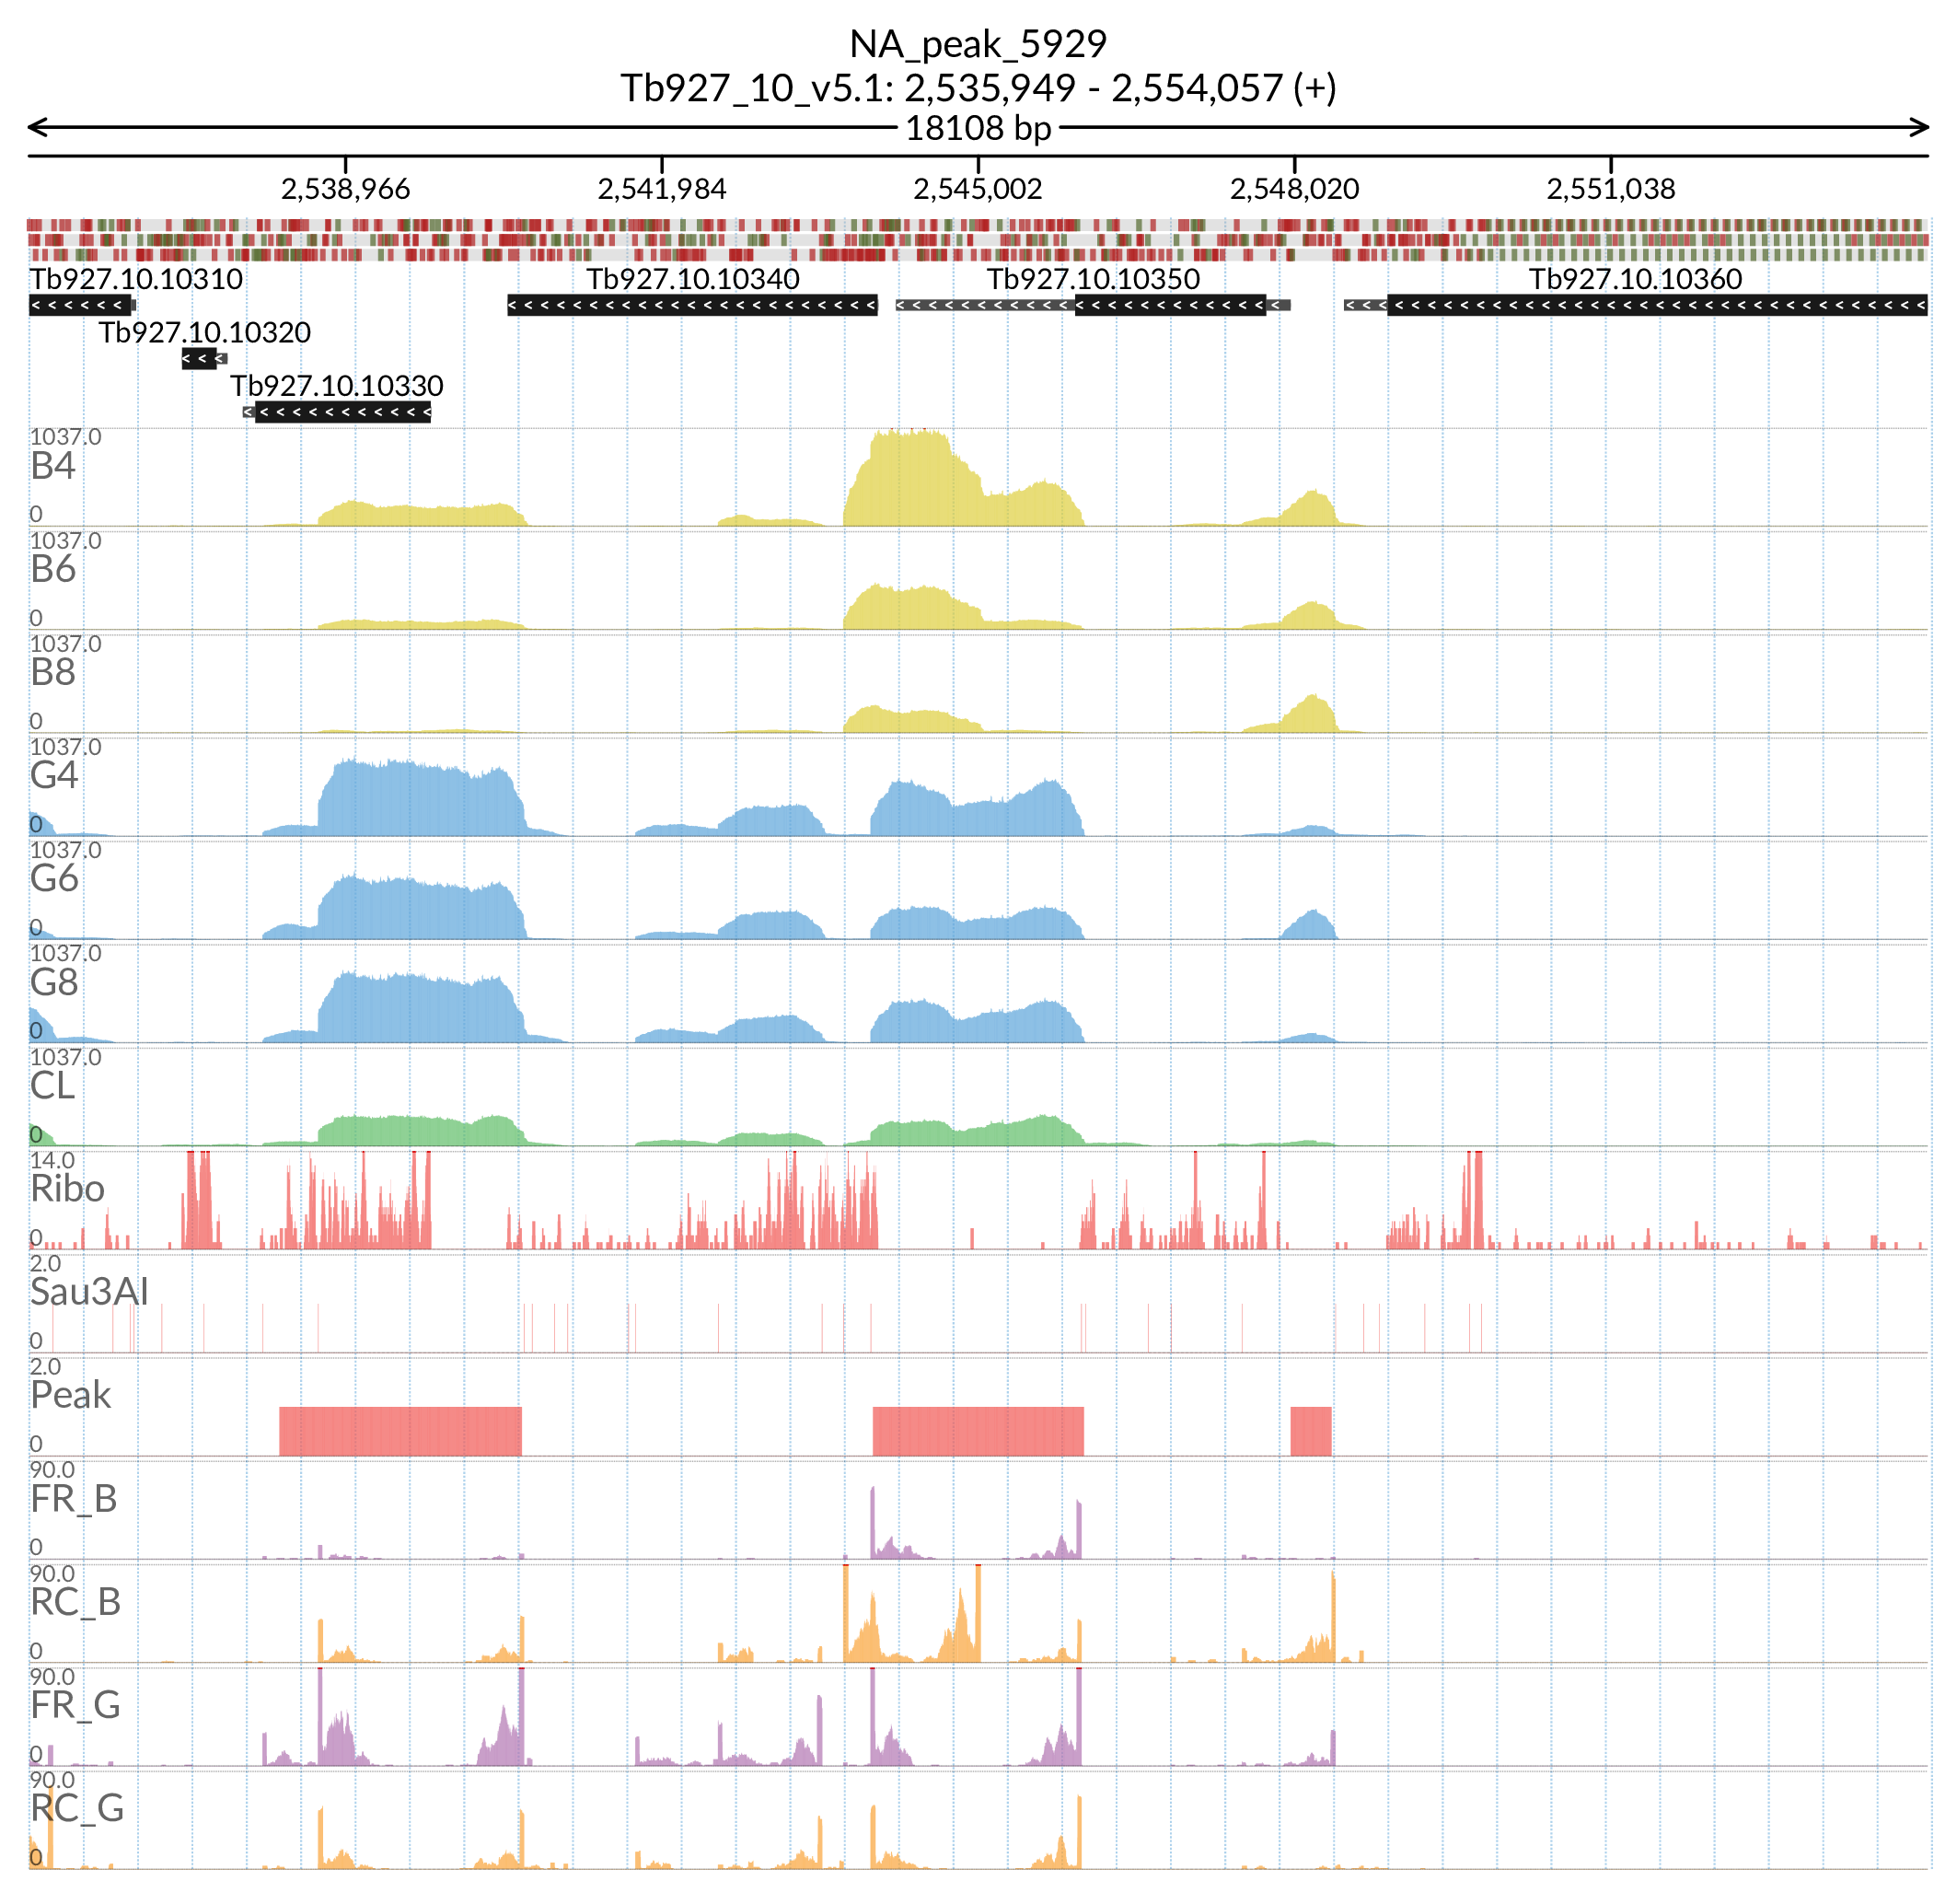 NA_peak_5929
Tb927_10_v5.1: 2,535,949 - 2,554,057 (+)
18108 bp
2,538,966 2,541,984 2,545,002 2,548,020 2,551,038
Tb927.10.10310 Tb927.10.10340 Tb927.10.10350 Tb927.10.10360
Tb927.10.10320
Tb927.10.10330
1037.0
B4
0
1037.0
B6
0
1037.0
B8
0
1037.0
G4
0
1037.0
G6
0
1037.0
G8
0
1037.0
CL
0
14.0
Ribo
0
2.0
Sau3AI
0
2.0
Peak
0
90.0
FR_B
0
90.0
RC_B
0
90.0
FR_G
0
90.0
RC_G
0